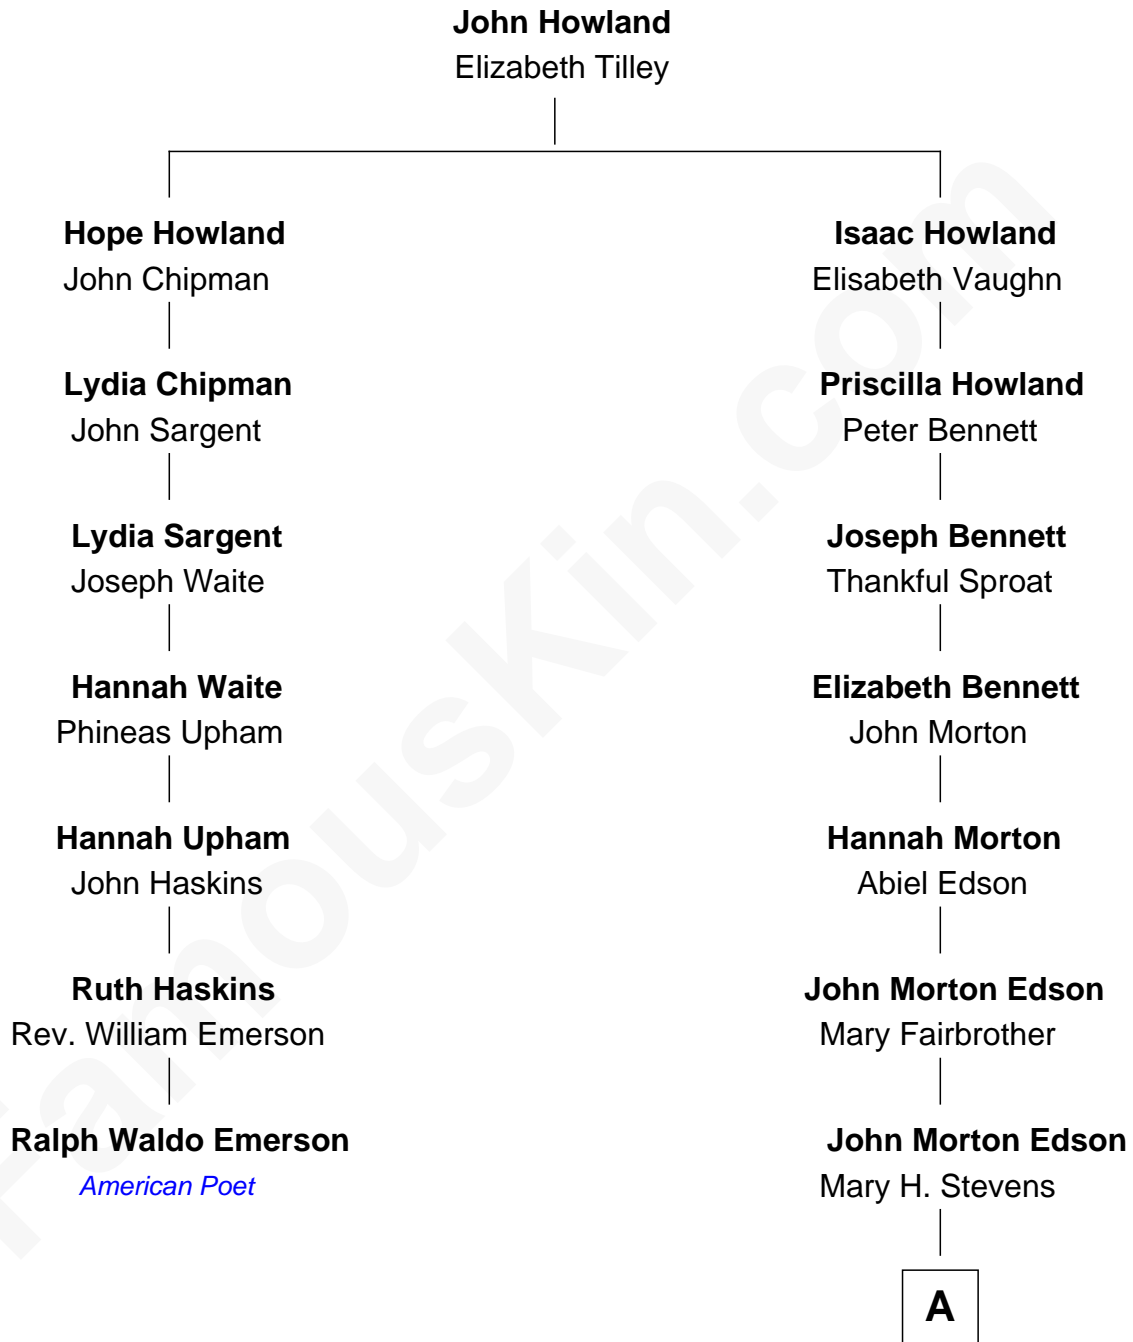 John Howland
Elizabeth Tilley
Hope Howland
John Chipman
Isaac Howland
Elisabeth Vaughn
Lydia Chipman
John Sargent
Priscilla Howland
Peter Bennett
Lydia Sargent
Joseph Waite
Joseph Bennett
Thankful Sproat
Hannah Waite
Phineas Upham
Elizabeth Bennett
John Morton
Hannah Upham
John Haskins
Hannah Morton
Abiel Edson
Ruth Haskins
Rev. William Emerson
John Morton Edson
Mary Fairbrother
Ralph Waldo Emerson
American Poet
John Morton Edson
Mary H. Stevens
A
FamousKin.com